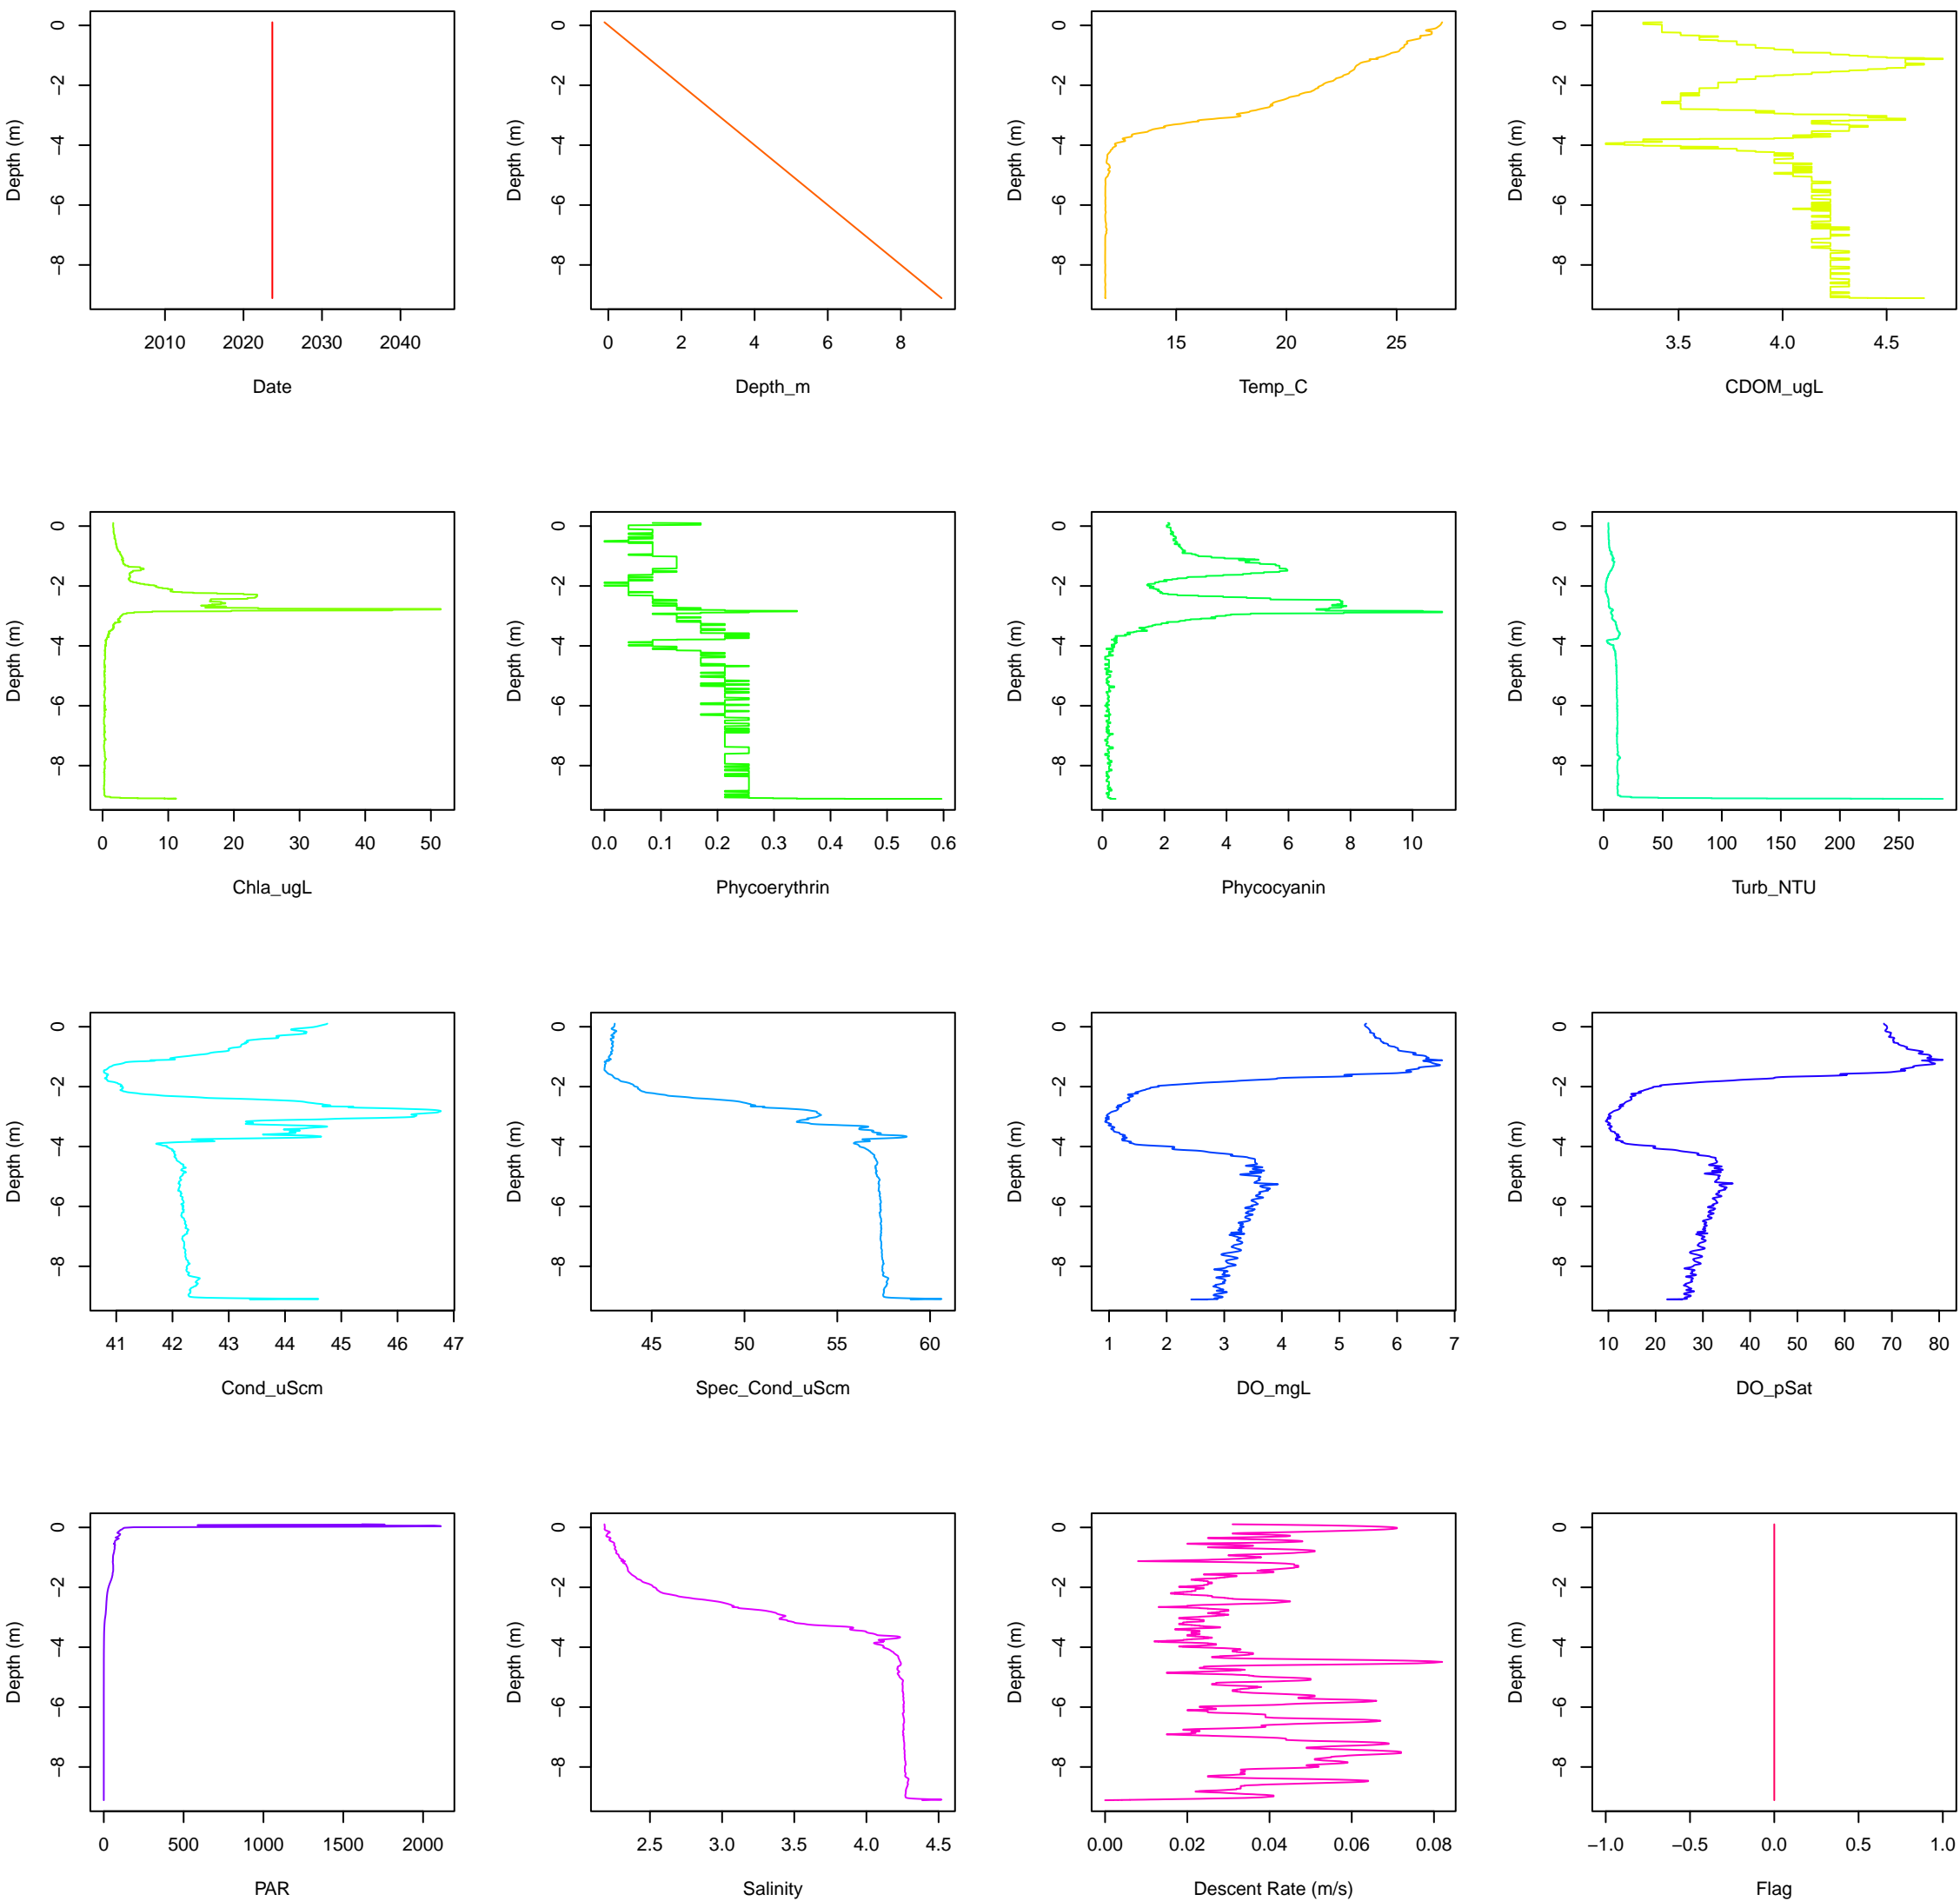 0
−2
−4
−6
−8
Depth (m)
2010 2020 2030 2040
Date
0
−2
−4
−6
−8
Depth (m)
0 2 4 6 8
Depth_m
0
−2
−4
−6
−8
Depth (m)
15 20 25
Temp_C
0
−2
−4
−6
−8
Depth (m)
3.5 4.0 4.5
CDOM_ugL
0
−2
−4
−6
−8
Depth (m)
0 10 20 30 40 50
Chla_ugL
0
−2
−4
−6
−8
Depth (m)
0.0 0.1 0.2 0.3 0.4 0.5 0.6
Phycoerythrin
0
−2
−4
−6
−8
Depth (m)
0 2 4 6 8 10
Phycocyanin
0
−2
−4
−6
−8
Depth (m)
0 50 100 150 200 250
Turb_NTU
0
−2
−4
−6
−8
Depth (m)
41 42 43 44 45 46 47
Cond_uScm
0
−2
−4
−6
−8
Depth (m)
45 50 55 60
Spec_Cond_uScm
0
−2
−4
−6
−8
Depth (m)
1 2 3 4 5 6 7
DO_mgL
0
−2
−4
−6
−8
Depth (m)
10 20 30 40 50 60 70 80
DO_pSat
0
−2
−4
−6
−8
Depth (m)
0 500 1000 1500 2000
PAR
0
−2
−4
−6
−8
Depth (m)
2.5 3.0 3.5 4.0 4.5
Salinity
0
−2
−4
−6
−8
Depth (m)
0.00 0.02 0.04 0.06 0.08
Descent Rate (m/s)
0
−2
−4
−6
−8
Depth (m)
−1.0 −0.5 0.0 0.5 1.0
Flag